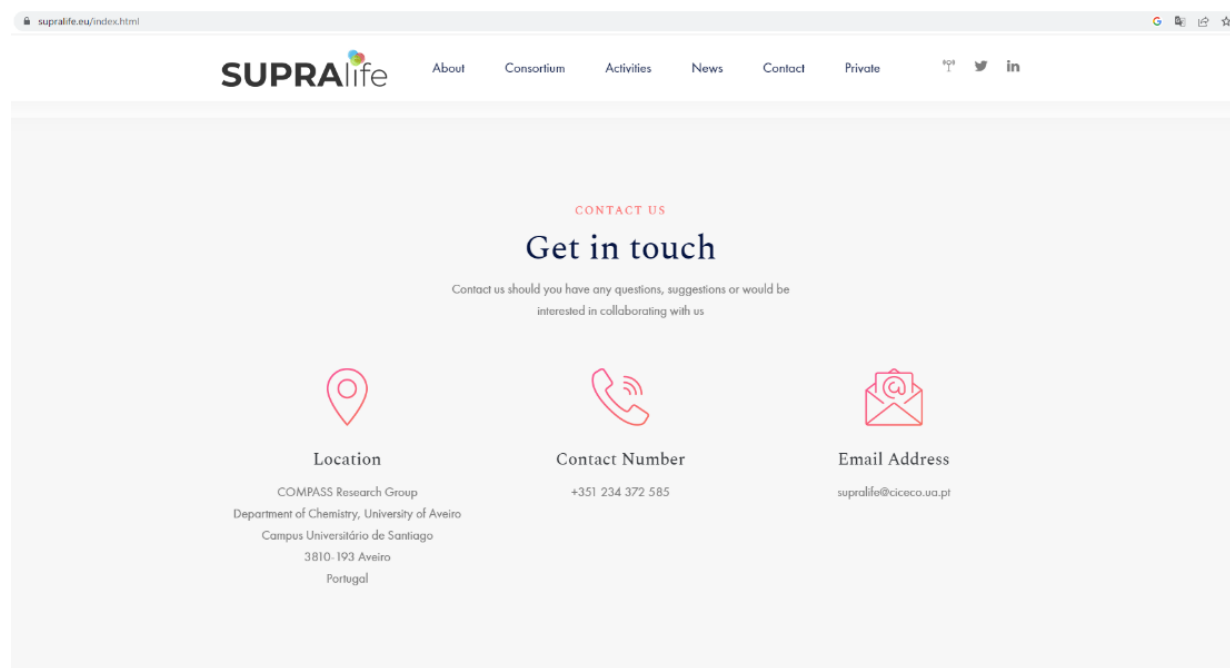 supralife.eu/index.html
SUPRAlife
About Consortium Activities News Contact Private
CONTACT US
Get in touch
Contact us should you have any questions, suggestions or would be
interested in collaborating with us
Location
COMPASS Research Group
Department of Chemistry, University of Aveiro
Campus Universitário de Santiago
3810-193 Aveiro
Portugal
Contact Number
+351 234 372 585
Email Address
supralife@ciceco.ua.pt